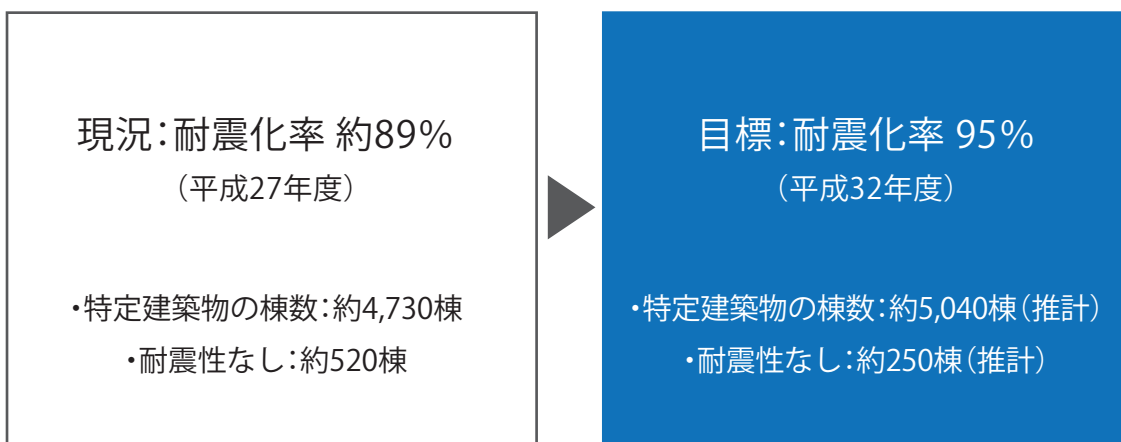 現況：耐震化率 約89％
（平成27年度）
・特定建築物の棟数：約4,730棟
・耐震性なし：約520棟
目標：耐震化率 95％
（平成32年度）
・特定建築物の棟数：約5,040棟（推計）
・耐震性なし：約250棟（推計）